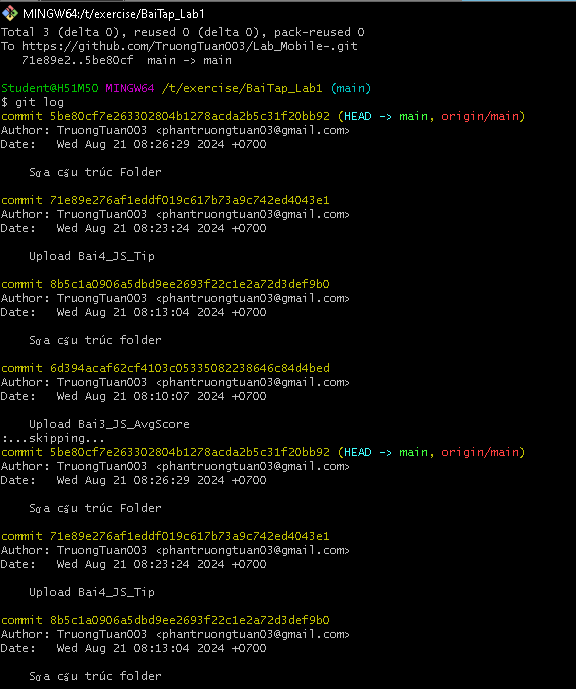 MINGW64:/t/exercise/BaiTap_Lab1
Total 3 (delta 0), reused 0 (delta 0), pack-reused 0
To https://github.com/TruongTuan003/Lab_Mobile-.git
   71e89e2..5be80cf  main -> main
Student@H51M50 MINGW64 /t/exercise/BaiTap_Lab1 (main)
$ git log
commit 5be80cf7e263302804b1278acda2b5c31f20bb92 (HEAD -> main, origin/main)
Author: TruongTuan003 <phantruongtuan03@gmail.com>
Date:   Wed Aug 21 08:26:29 2024 +0700
    Sửa cấu trúc Folder
commit 71e89e276af1eddf019c617b73a9c742ed4043e1
Author: TruongTuan003 <phantruongtuan03@gmail.com>
Date:   Wed Aug 21 08:23:24 2024 +0700
    Upload Bai4_JS_Tip
commit 8b5c1a0906a5dbd9ee2693f22c1e2a72d3def9b0
Author: TruongTuan003 <phantruongtuan03@gmail.com>
Date:   Wed Aug 21 08:13:04 2024 +0700
    Sửa cấu trúc folder
commit 6d394acaf62cf4103c05335082238646c84d4bed
Author: TruongTuan003 <phantruongtuan03@gmail.com>
Date:   Wed Aug 21 08:10:07 2024 +0700
    Upload Bai3_JS_AvgScore
:...skipping...
commit 5be80cf7e263302804b1278acda2b5c31f20bb92 (HEAD -> main, origin/main)
Author: TruongTuan003 <phantruongtuan03@gmail.com>
Date:   Wed Aug 21 08:26:29 2024 +0700
    Sửa cấu trúc Folder
commit 71e89e276af1eddf019c617b73a9c742ed4043e1
Author: TruongTuan003 <phantruongtuan03@gmail.com>
Date:   Wed Aug 21 08:23:24 2024 +0700
    Upload Bai4_JS_Tip
commit 8b5c1a0906a5dbd9ee2693f22c1e2a72d3def9b0
Author: TruongTuan003 <phantruongtuan03@gmail.com>
Date:   Wed Aug 21 08:13:04 2024 +0700
    Sửa cấu trúc folder